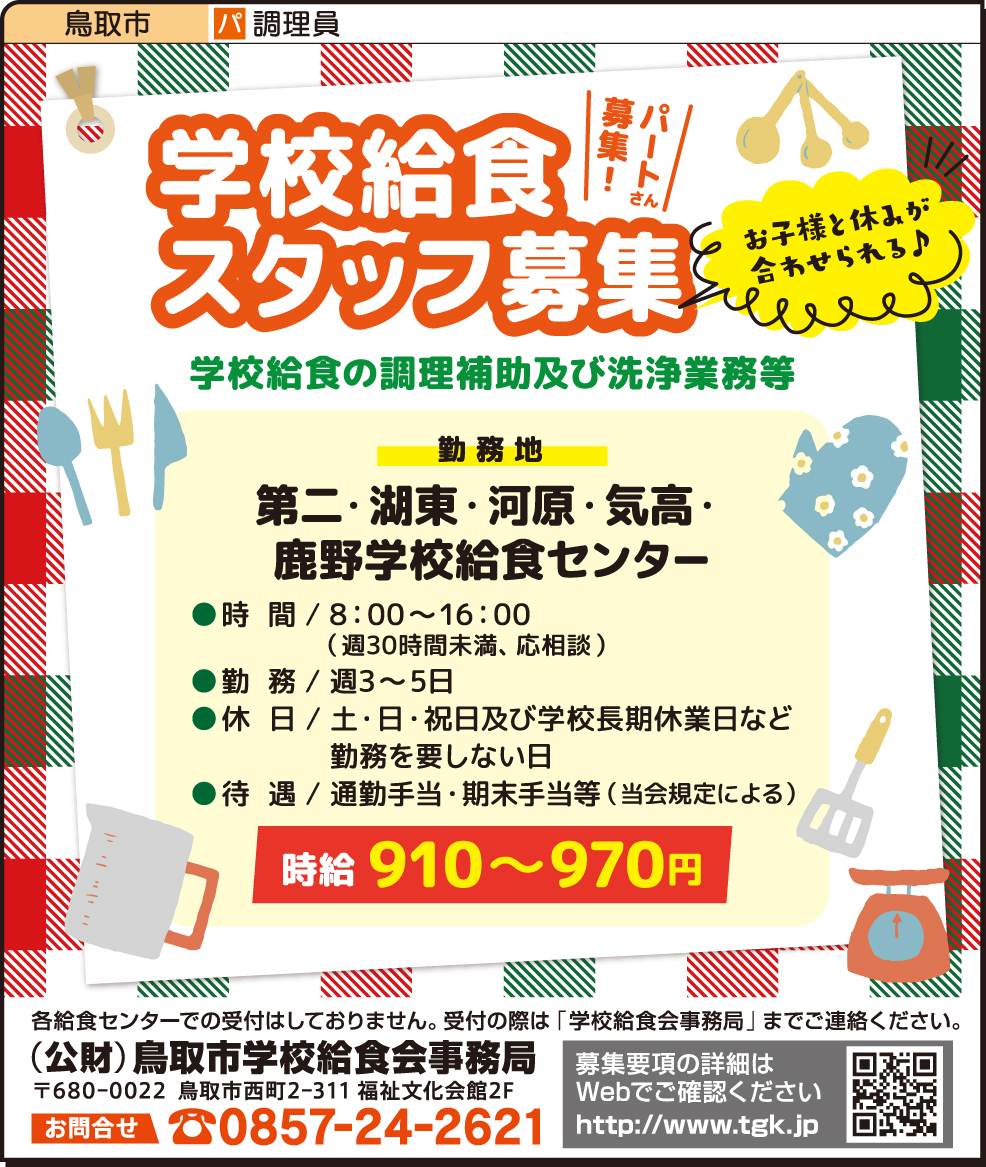 鳥取市 パ 調理員
パートさん
募集！
学校給食
スタッフ募集
お子様と休みが
合わせられる♪
学校給食の調理補助及び洗浄業務等
勤務地
第二・湖東・河原・気高・
鹿野学校給食センター
●時 間 / 8：00～16：00
（週30時間未満、応相談）
●勤 務 / 週3～5日
●休 日 / 土・日・祝日及び学校長期休業日など
勤務を要しない日
●待 遇 / 通勤手当・期末手当等（当会規定による）
時給 910～970円
各給食センターでの受付はしておりません。受付の際は「学校給食会事務局」までご連絡ください。
（公財）鳥取市学校給食会事務局
〒680-0022 鳥取市西町2-311 福祉文化会館2F
お問合せ ☎0857-24-2621
募集要項の詳細は
Webでご確認ください
http://www.tgk.jp